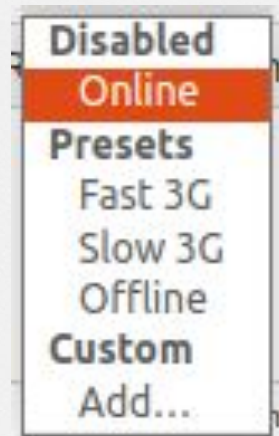 Disabled
Online
Presets
Fast 3G
Slow 3G
Offline
Custom
Add...